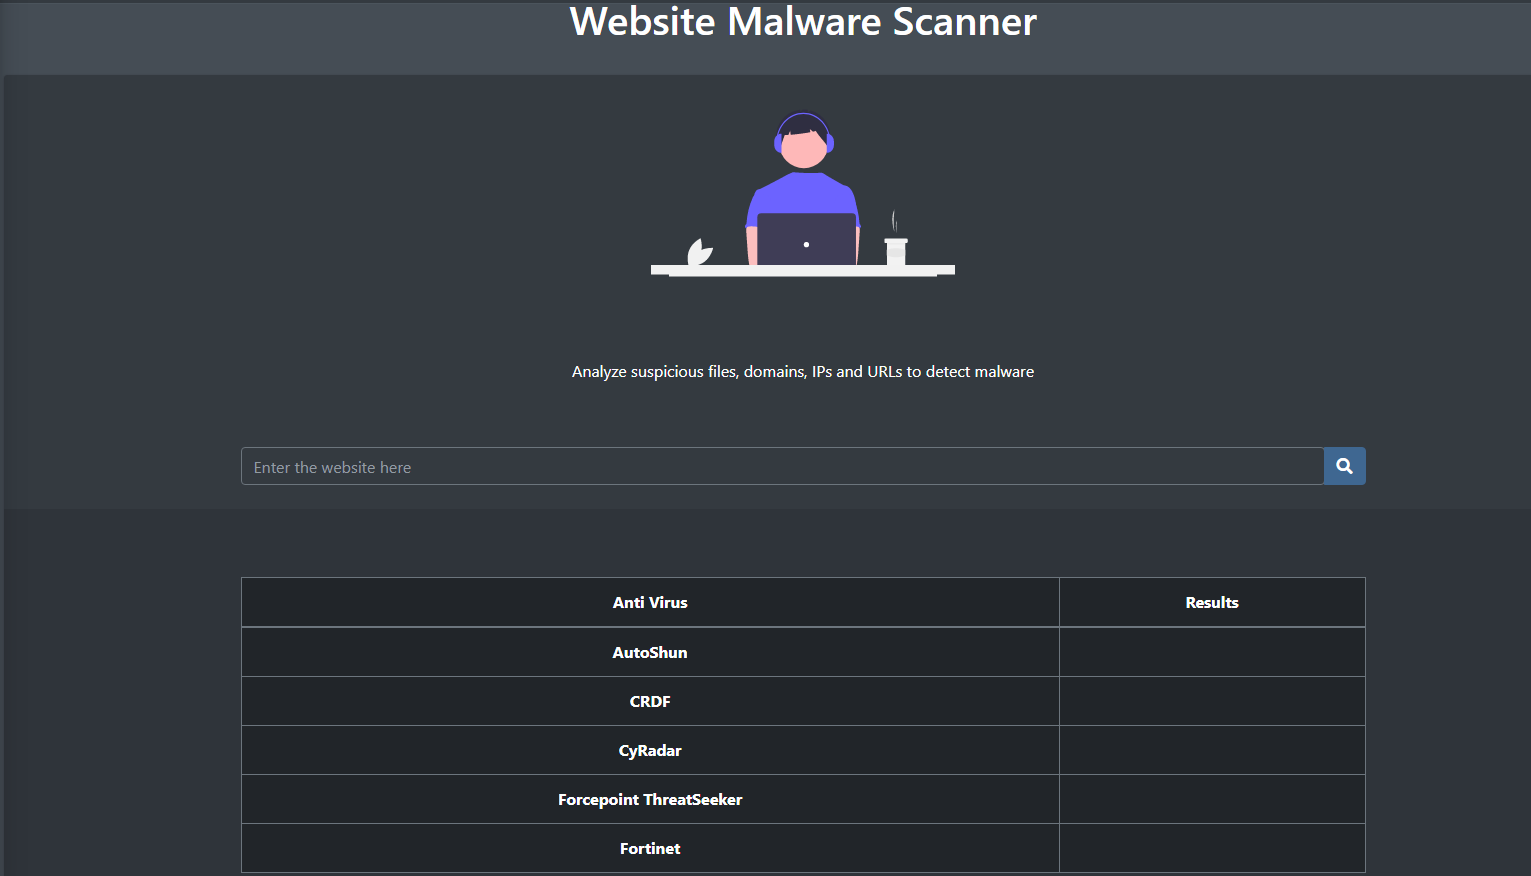 Website Malware Scanner
Analyze suspicious files, domains, IPs and URLs to detect malware
Enter the website here
Anti Virus Results
AutoShun
CRDF
CyRadar
Forcepoint ThreatSeeker
Fortinet